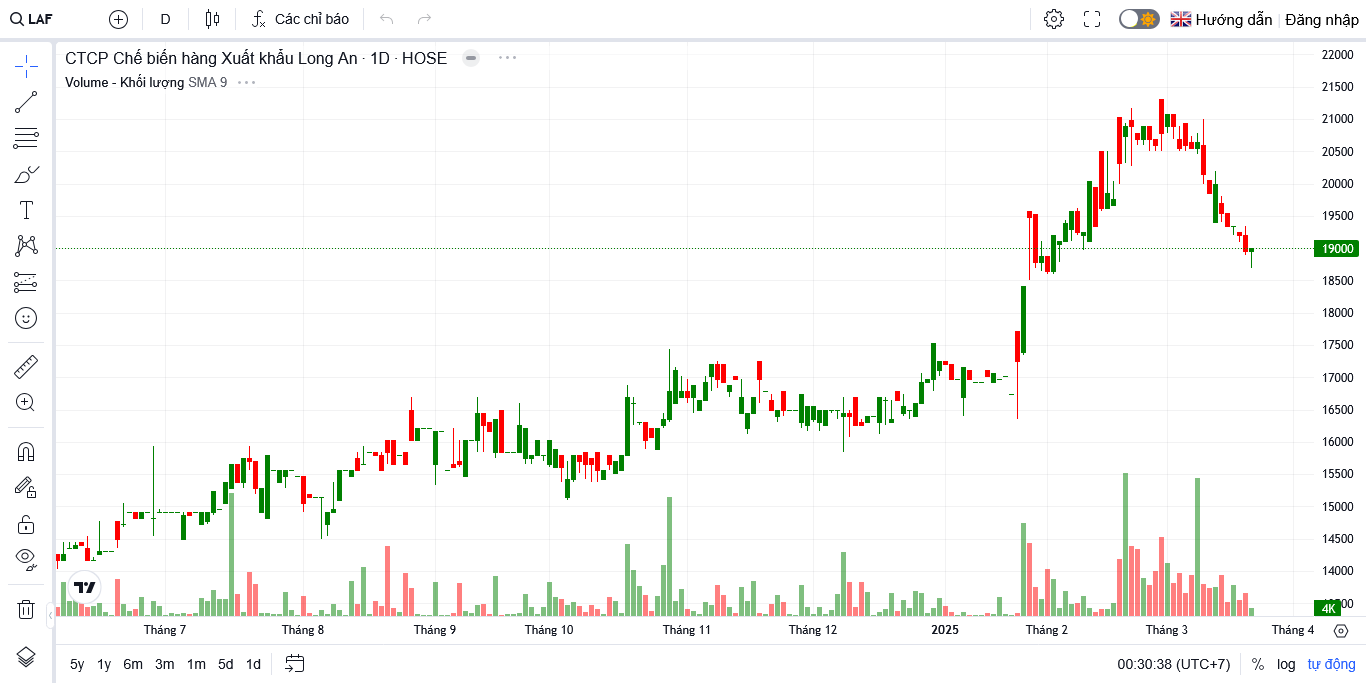 LAF D Các chỉ báo Hướng dẫn Đăng nhập
CTCP Chế biến hàng Xuất khẩu Long An · 1D · HOSE
Volume - Khối lượng SMA 9
22000
21500
21000
20500
20000
19500
19000
18500
18000
17500
17000
16500
16000
15500
15000
14500
14000
4K
Tháng 7 Tháng 8 Tháng 9 Tháng 10 Tháng 11 Tháng 12 2025 Tháng 2 Tháng 3 Tháng 4
5y 1y 6m 3m 1m 5d 1d 00:30:38 (UTC+7) % log tự động